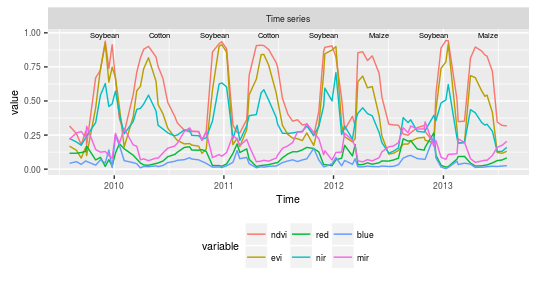 Time series
Soybean Cotton Soybean Cotton Soybean Maize Soybean Maize
1.00
0.75
0.50
0.25
0.00
value
2010 2011 2012 2013
Time
variable
ndvi red blue
evi nir mir